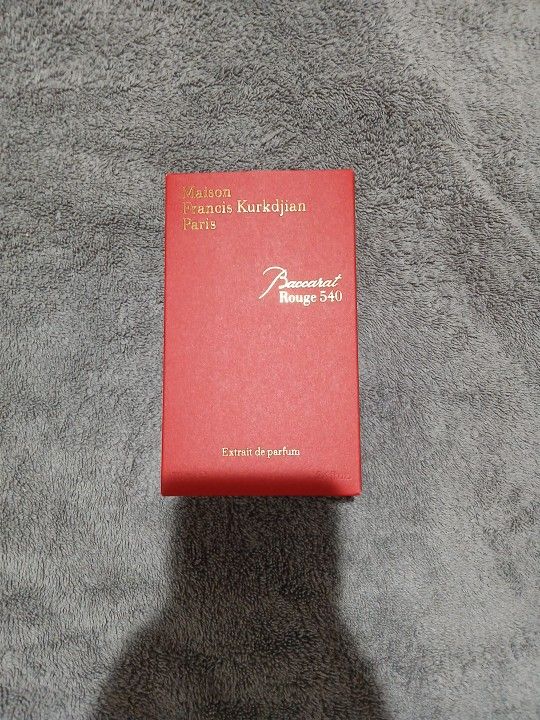 Maison
Francis Kurkdjian
Paris
Baccarat
Rouge 540
Extrait de parfum